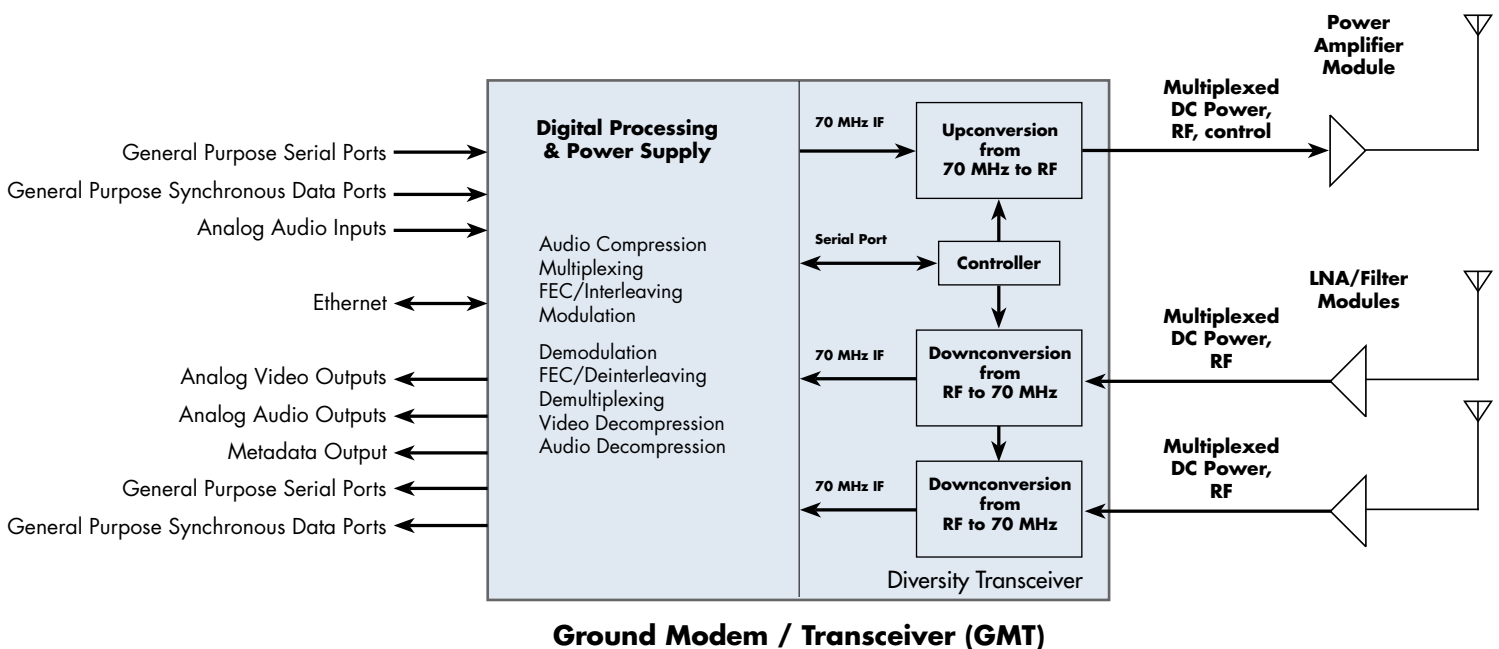 Power
Amplifier
Module
Multiplexed
DC Power,
RF, control
Digital Processing
& Power Supply
70 MHz IF
Upconversion
from
70 MHz to RF
General Purpose Serial Ports
General Purpose Synchronous Data Ports
Analog Audio Inputs
Ethernet
Audio Compression
Multiplexing
FEC/Interleaving
Modulation
Serial Port
Controller
LNA/Filter
Modules
Multiplexed
DC Power,
RF
Demodulation
FEC/Deinterleaving
Demultiplexing
Video Decompression
Audio Decompression
70 MHz IF
Downconversion
from
RF to 70 MHz
Analog Video Outputs
Analog Audio Outputs
Metadata Output
General Purpose Serial Ports
General Purpose Synchronous Data Ports
70 MHz IF
Downconversion
from
RF to 70 MHz
Multiplexed
DC Power,
RF
Diversity Transceiver
Ground Modem / Transceiver (GMT)